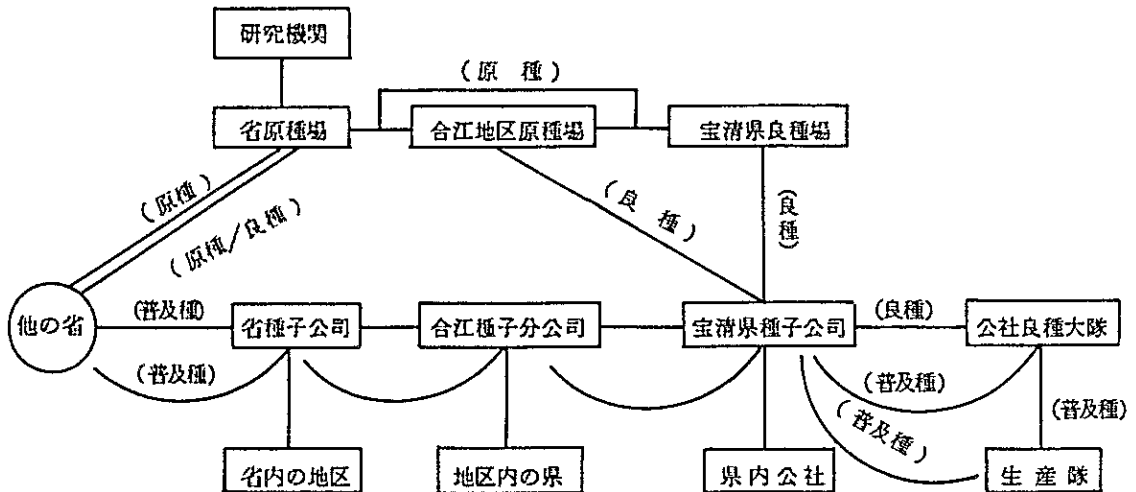 研究機関
(原種)
省原種場
合江地区原種場
宝清県良種場
(原種)
(原種/良種)
(良種)
(良種)
他の省
(普及種)
省種子公司
合江種子分公司
宝清県種子公司
(良種)
公社良種大隊
(普及種)
(普及種)
(普及種)
(普及種)
省内の地区
地区内の県
県内公社
生産隊